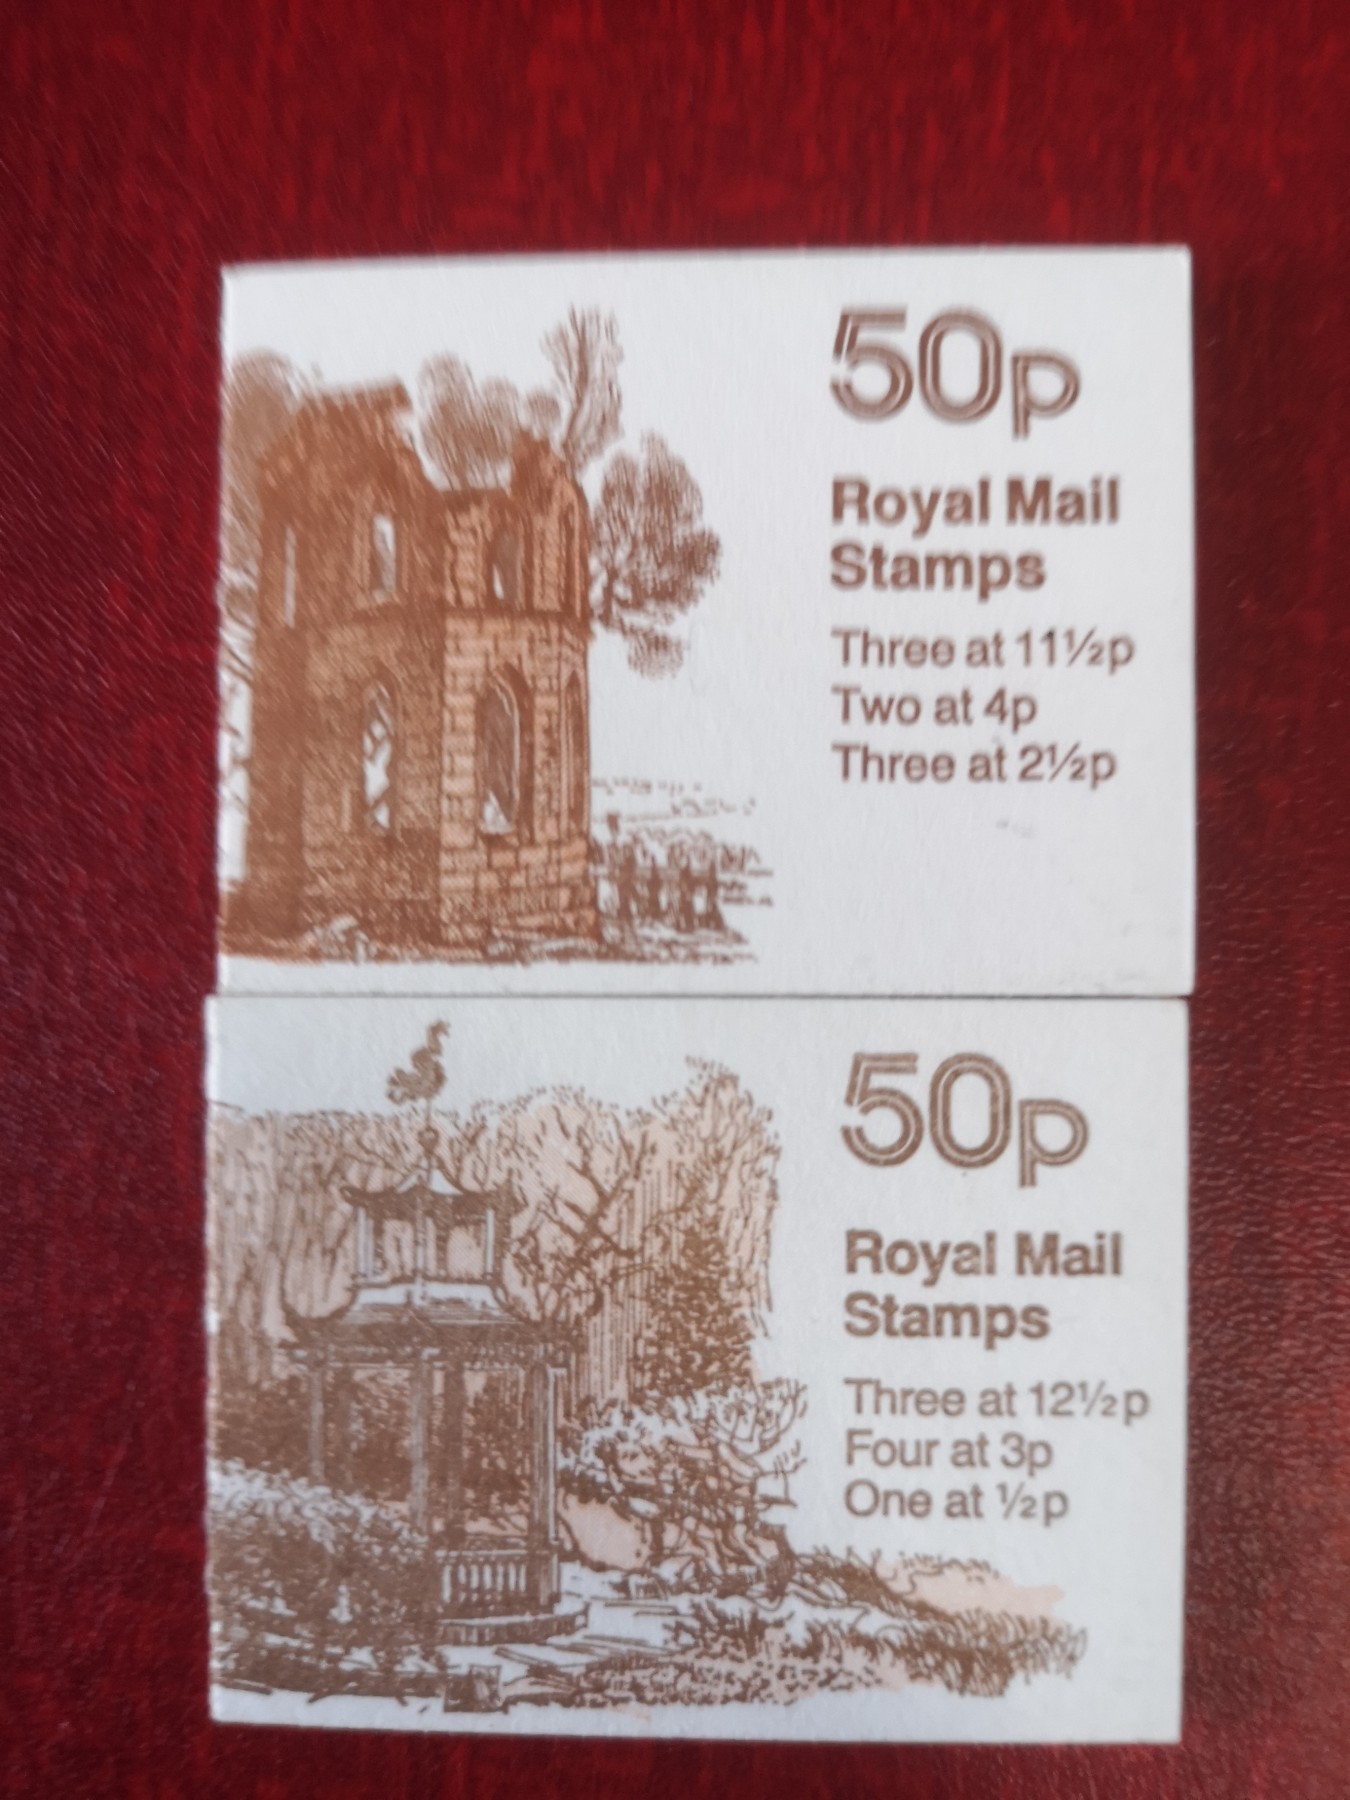 50p
Royal Mail
Stamps
Three at 11½p
Two at 4p
Three at 2½p
50p
Royal Mail
Stamps
Three at 12½p
Four at 3p
One at ½p